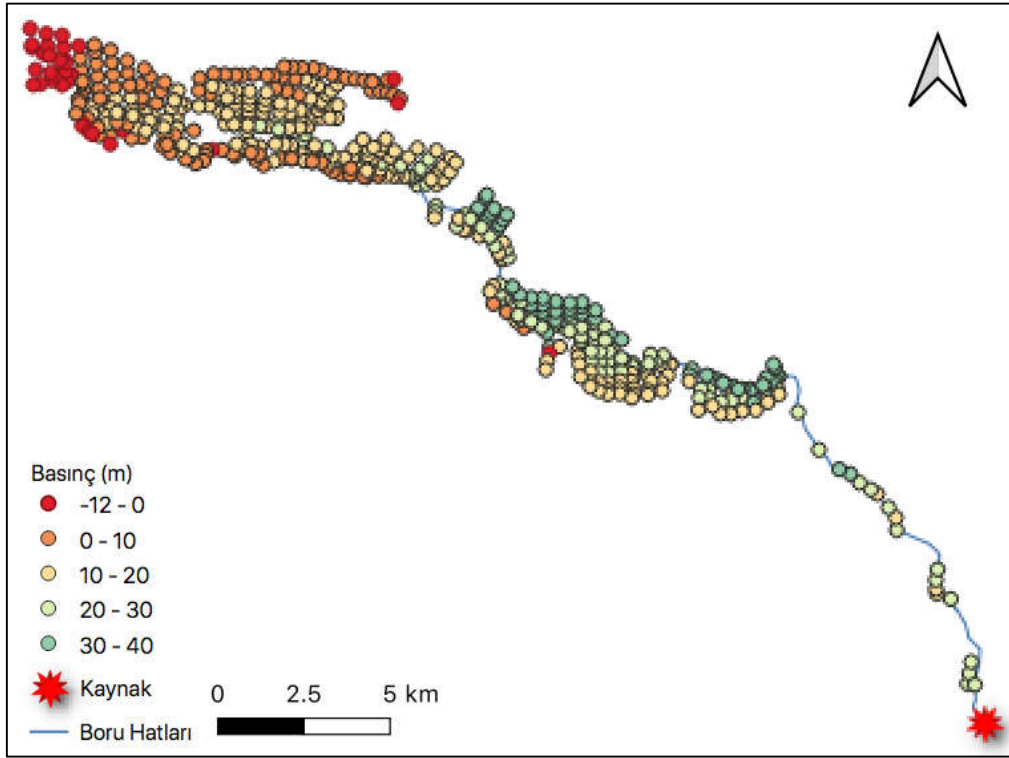 Basınç (m)
-12 - 0
0 - 10
10 - 20
20 - 30
30 - 40
Kaynak
Boru Hatları
0 2.5 5 km